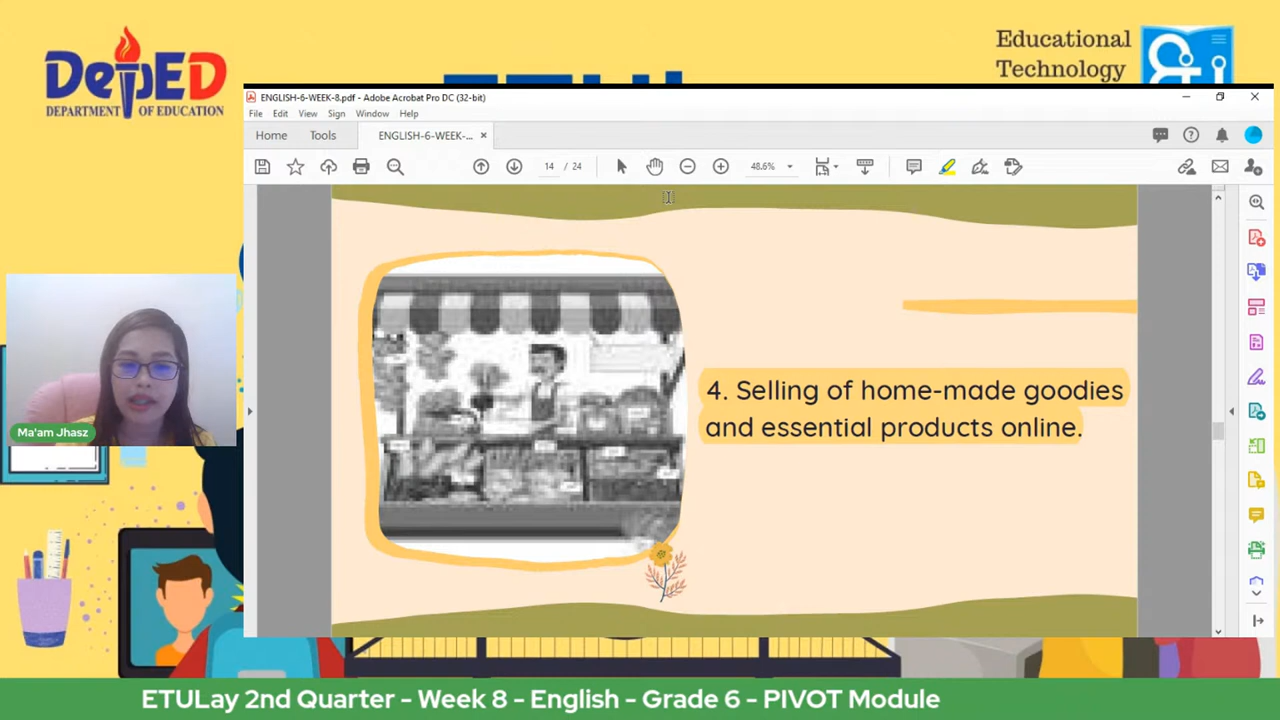 DepED
DEPARTMENT OF EDUCATION
Educational
Technology
ENGLISH-6-WEEK-8.pdf - Adobe Acrobat Pro DC (32-bit)
File Edit View Sign Window Help
Home Tools ENGLISH-6-WEEK-... ×
14 / 24 48.6%
4. Selling of home-made goodies
and essential products online.
Ma'am Jhasz
ETULay 2nd Quarter - Week 8 - English - Grade 6 - PIVOT Module